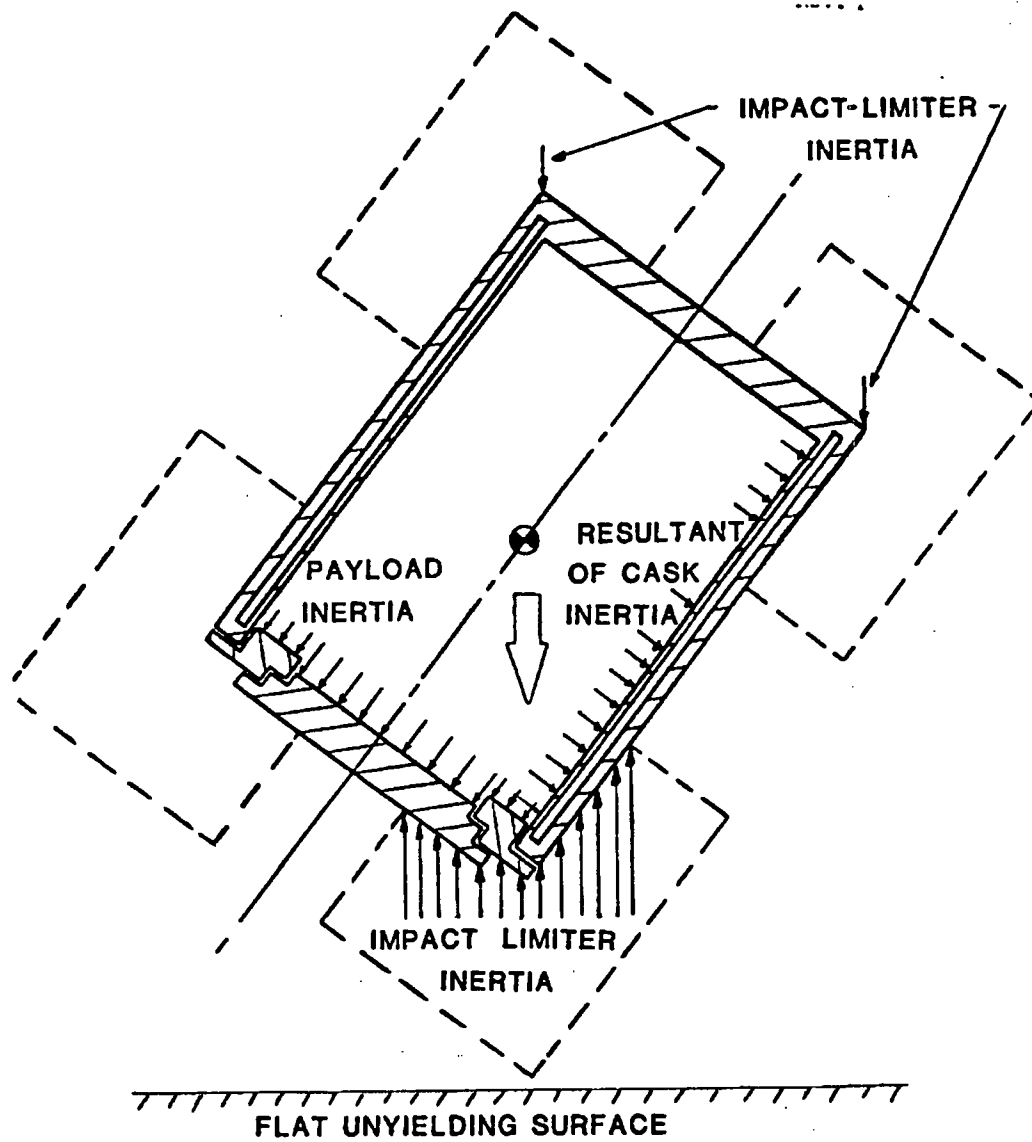 IMPACT-LIMITER
INERTIA
RESULTANT
OF CASK
INERTIA
PAYLOAD
INERTIA
IMPACT LIMITER
INERTIA
FLAT UNYIELDING SURFACE